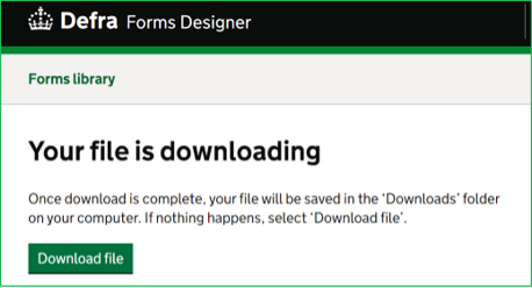 Defra Forms Designer
Forms library
Your file is downloading
Once download is complete, your file will be saved in the 'Downloads' folder
on your computer. If nothing happens, select 'Download file'.
Download file